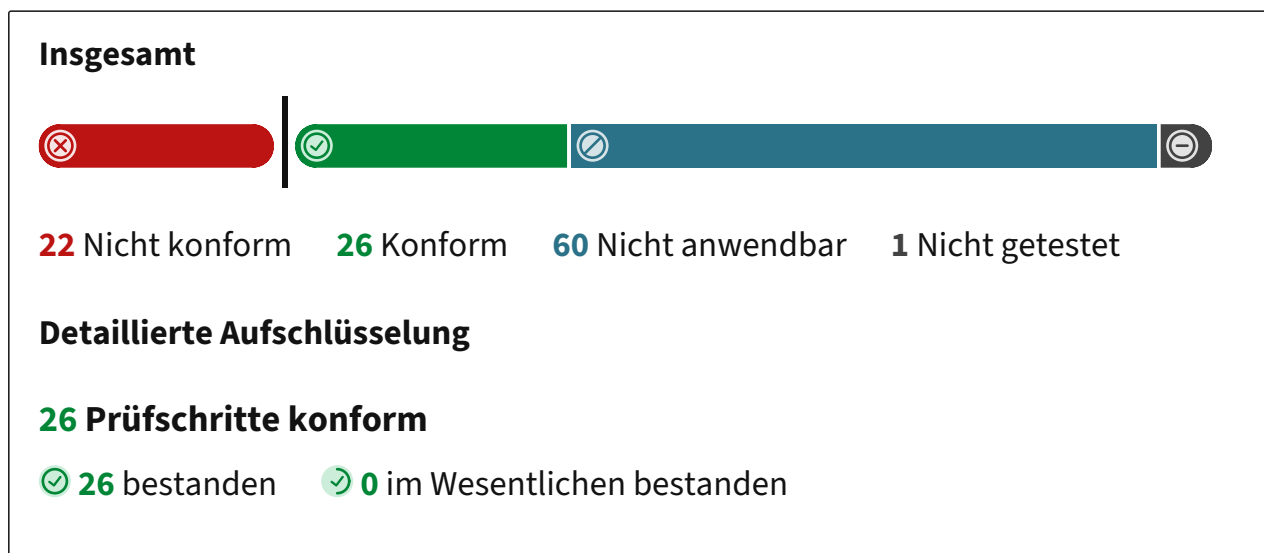 Insgesamt
22 Nicht konform 26 Konform 60 Nicht anwendbar 1 Nicht getestet
Detaillierte Aufschlüsselung
26 Prüfschritte konform
26 bestanden 0 im Wesentlichen bestanden